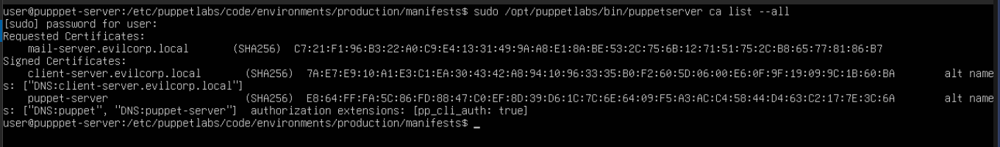 user@pupppet-server:/etc/puppetlabs/code/environments/production/manifests$ sudo /opt/puppetlabs/bin/puppetserver ca list --all
[sudo] password for user:
Requested Certificates:
    mail-server.evilcorp.local       (SHA256)  C7:21:F1:96:B3:22:A0:C9:E4:13:31:49:9A:A8:E1:8A:BE:53:2C:75:6B:12:71:51:75:2C:B8:65:77:81:86:B7
Signed Certificates:
    client-server.evilcorp.local       (SHA256)  7A:E7:E9:10:A1:E3:C1:EA:30:43:42:A8:94:10:96:33:35:B0:F2:60:5D:06:00:E6:0F:9F:19:09:9C:1B:60:BA        alt name
s: ["DNS:client-server.evilcorp.local"]
    puppet-server                      (SHA256)  E8:64:FF:FA:5C:86:FD:88:47:C0:EF:8D:39:D6:1C:7C:6E:64:09:F5:A3:AC:C4:58:44:D4:63:C2:17:7E:3C:6A        alt name
s: ["DNS:puppet", "DNS:puppet-server"]  authorization extensions: [pp_cli_auth: true]
user@pupppet-server:/etc/puppetlabs/code/environments/production/manifests$ _